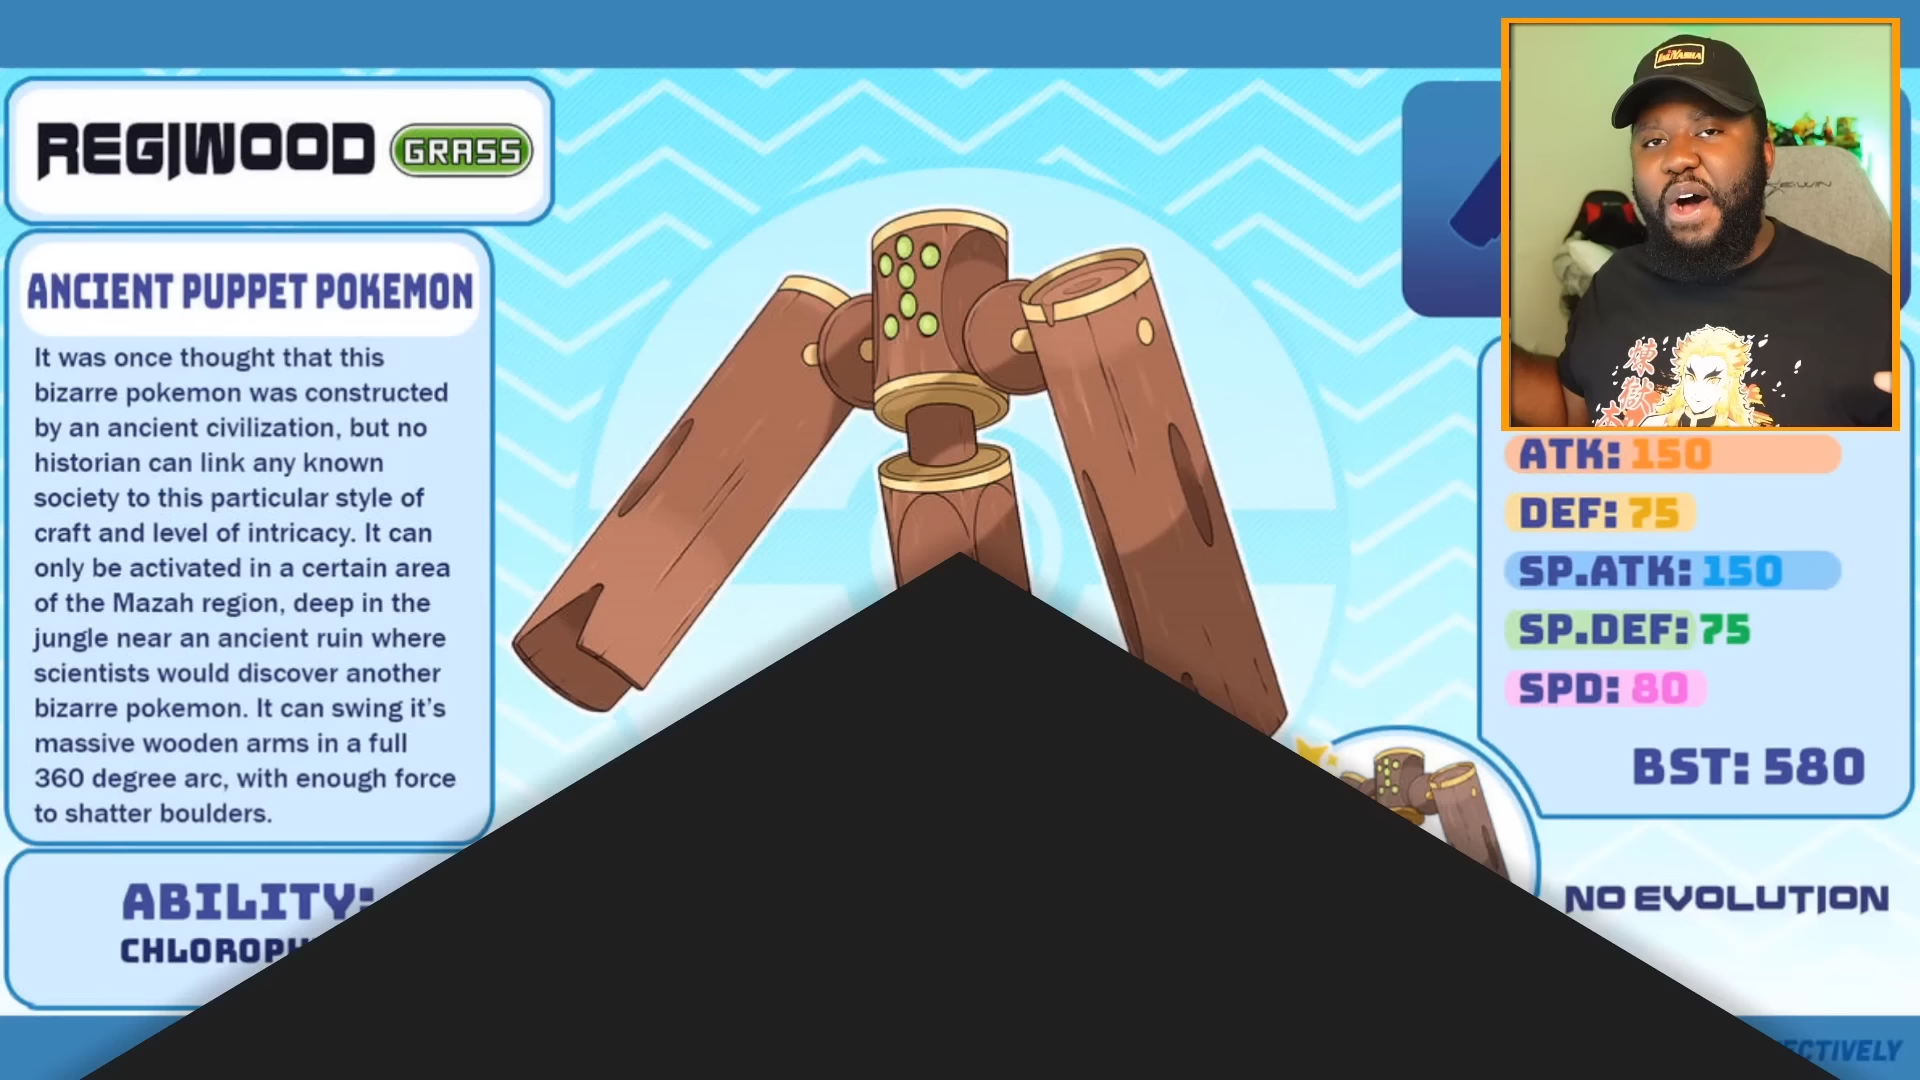 REGIWOOD
GRASS
ANCIENT PUPPET POKEMON
It was once thought that this
bizarre pokemon was constructed
by an ancient civilization, but no
historian can link any known
society to this particular style of
craft and level of intricacy. It can
only be activated in a certain area
of the Mazah region, deep in the
jungle near an ancient ruin where
scientists would discover another
bizarre pokemon. It can swing it's
massive wooden arms in a full
360 degree arc, with enough force
to shatter boulders.
ABILITY:
CHLOROPH
INUYASHA
煉
獄
ATK: 150
DEF: 75
SP.ATK: 150
SP.DEF: 75
SPD: 80
BST: 580
NO EVOLUTION
ECTIVELY